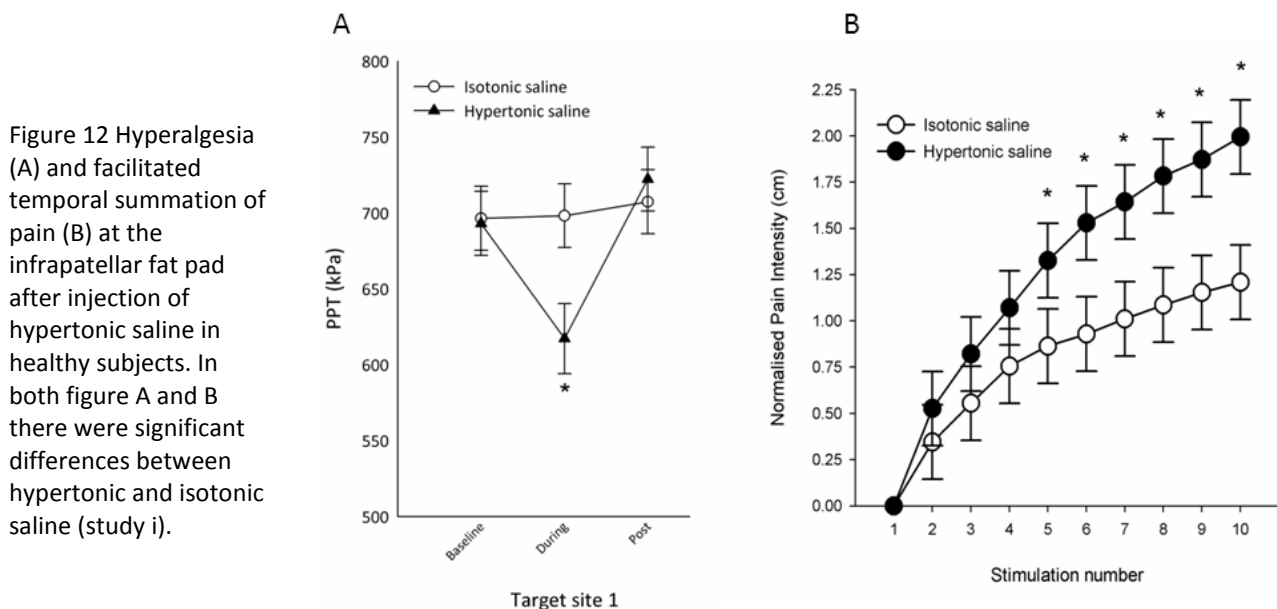 Figure 12 Hyperalgesia
(A) and facilitated
temporal summation of
pain (B) at the
infrapatellar fat pad
after injection of
hypertonic saline in
healthy subjects. In
both figure A and B
there were significant
differences between
hypertonic and isotonic
saline (study i).
A
800
750
700
650
600
550
500
PPT (kPa)
Isotonic saline
Hypertonic saline
*
Baseline
During
Post
Target site 1
B
2.25
2.00
1.75
1.50
1.25
1.00
0.75
0.50
0.25
0.00
Normalised Pain Intensity (cm)
Isotonic saline
Hypertonic saline
* * * * * *
1 2 3 4 5 6 7 8 9 10
Stimulation number